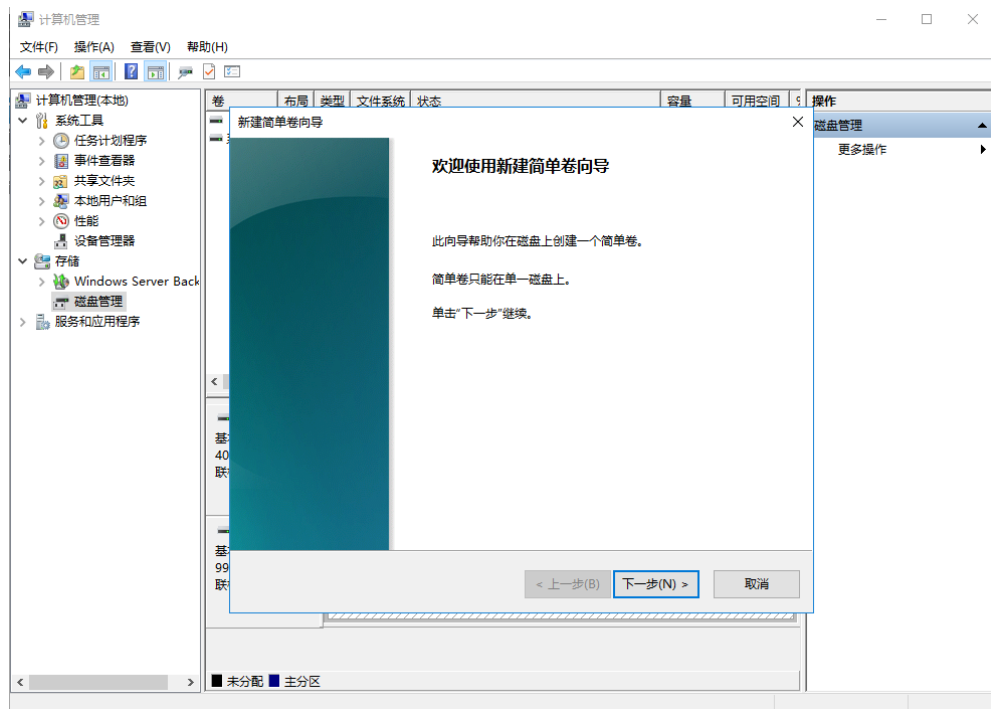 计算机管理
文件(F) 操作(A) 查看(V) 帮助(H)
计算机管理(本地)
系统工具
任务计划程序
事件查看器
共享文件夹
本地用户和组
性能
设备管理器
存储
Windows Server Back
磁盘管理
服务和应用程序
卷 布局 类型 文件系统 状态 容量 可用空间
操作
磁盘管理
更多操作
新建简单卷向导
欢迎使用新建简单卷向导
此向导帮助你在磁盘上创建一个简单卷。
简单卷只能在单一磁盘上。
单击"下一步"继续。
基
40
联
基
99
联
< 上一步(B) 下一步(N) > 取消
未分配 主分区